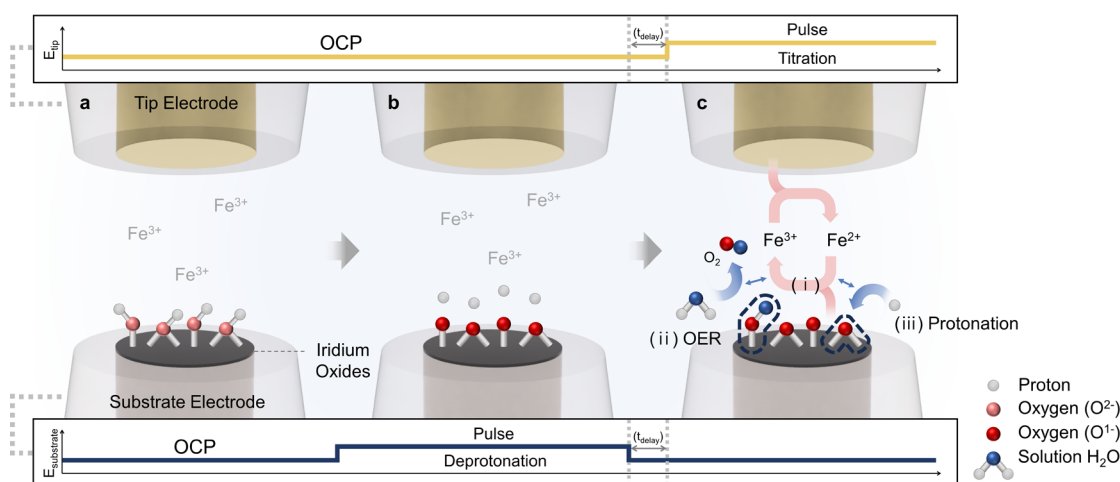 E_tip
OCP
(t_delay)
Pulse
Titration
a
Tip Electrode
b
c
Fe³⁺
Fe³⁺
Fe³⁺
Fe³⁺
Fe³⁺
Fe³⁺
Fe³⁺
Fe²⁺
O₂
(i)
(ii) OER
(iii) Protonation
Iridium
Oxides
Substrate Electrode
E_substrate
OCP
Pulse
Deprotonation
(t_delay)
Proton
Oxygen (O²⁻)
Oxygen (O¹⁻)
Solution H₂O